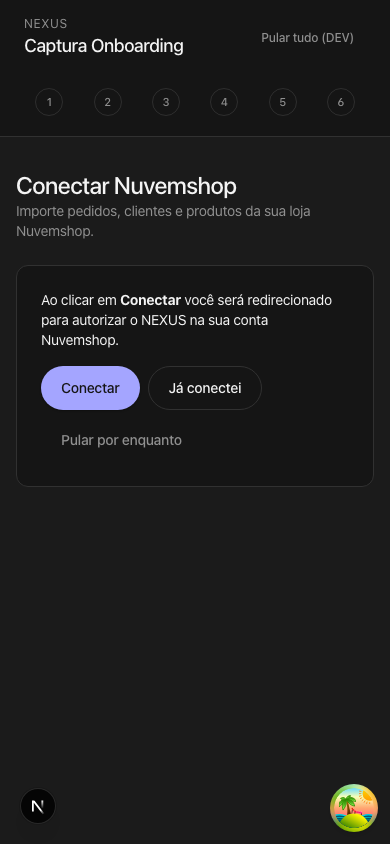 NEXUS
Captura Onboarding
Pular tudo (DEV)
1 2 3 4 5 6
Conectar Nuvemshop
Importe pedidos, clientes e produtos da sua loja
Nuvemshop.
Ao clicar em Conectar você será redirecionado
para autorizar o NEXUS na sua conta
Nuvemshop.
Conectar Já conectei
Pular por enquanto
N